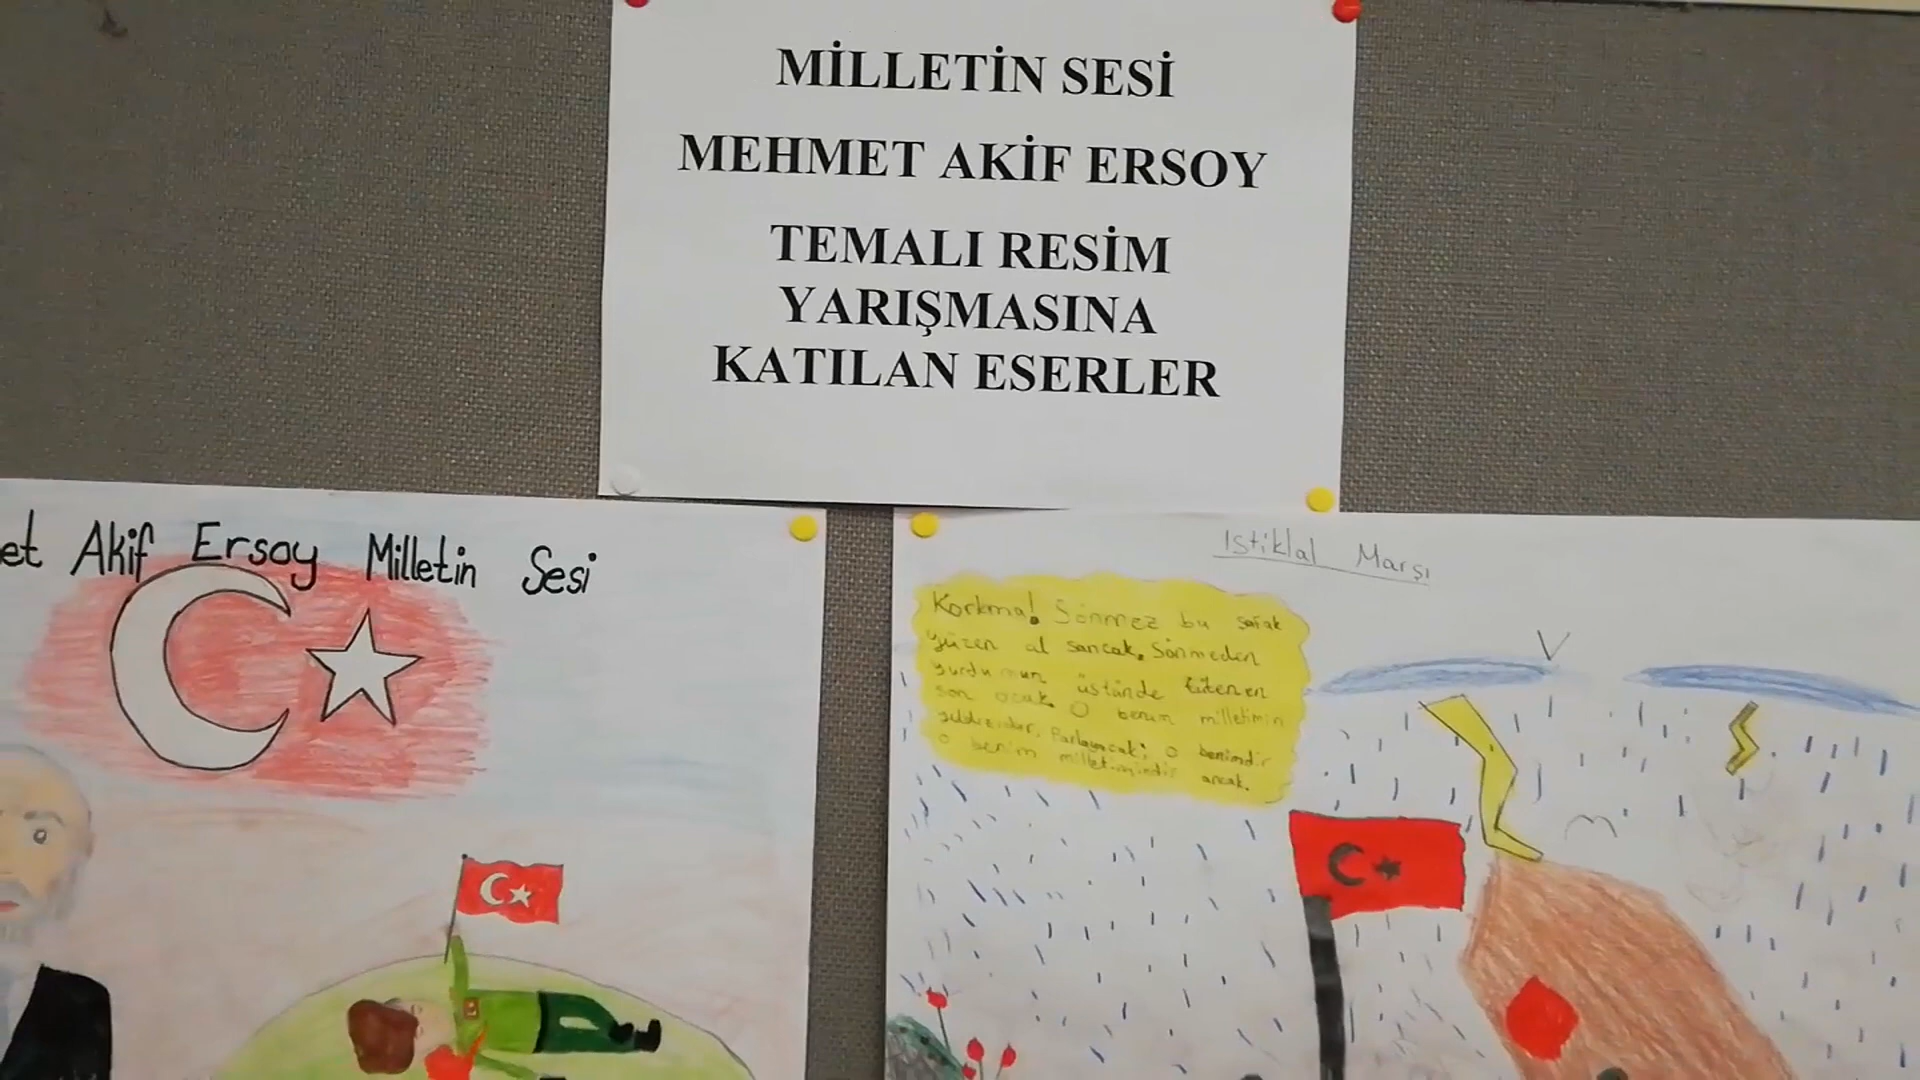 MİLLETİN SESİ
MEHMET AKİF ERSOY
TEMALI RESİM
YARIŞMASINA
KATILAN ESERLER
et Akif Ersoy Milletin Sesi
Istiklal Marşı
Korkma! Sönmez bu şafak
yüzen al sancak. Sönmeden
yurdumun üstünde tüten en
son ocak O benim milletimin
yıldızıdır, Parlayacak; o benimdir
o benim milletimindir ancak.